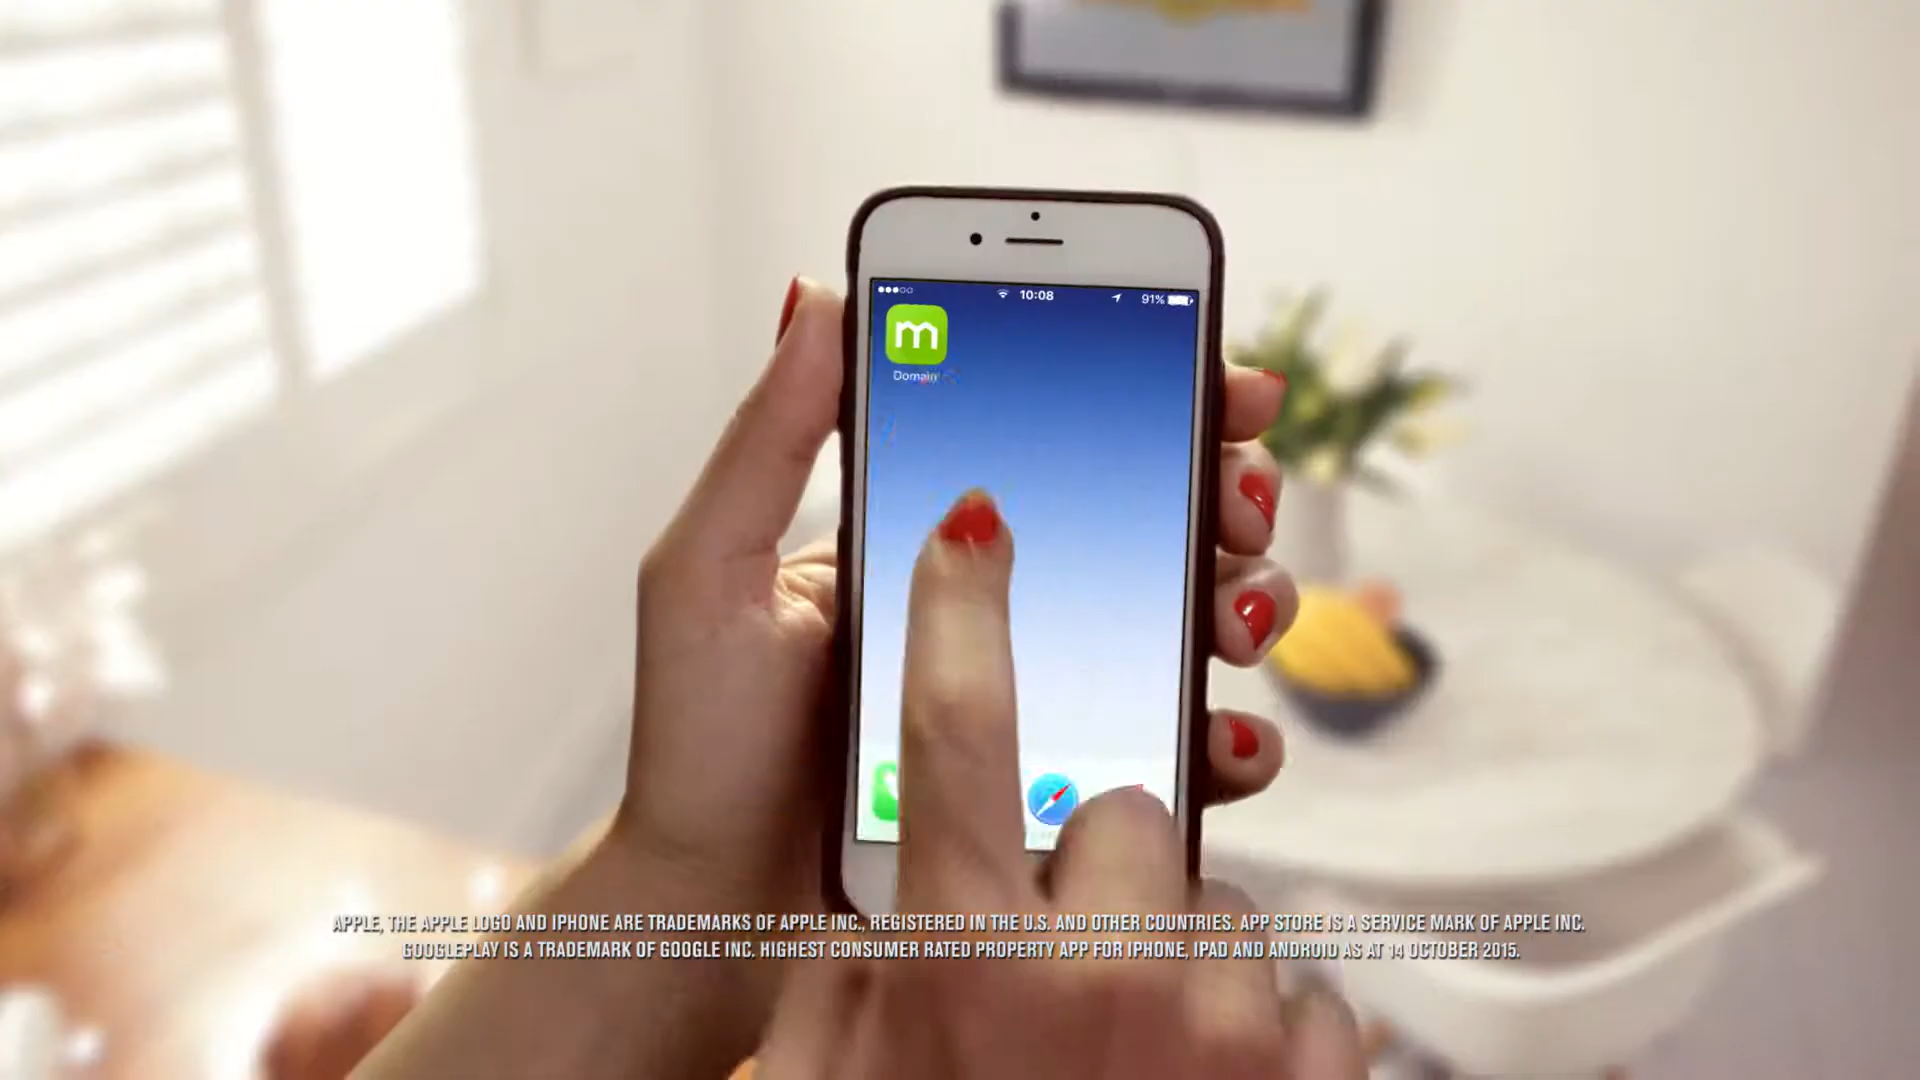 10:08
91%
m
Domain
APPLE, THE APPLE LOGO AND IPHONE ARE TRADEMARKS OF APPLE INC., REGISTERED IN THE U.S. AND OTHER COUNTRIES. APP STORE IS A SERVICE MARK OF APPLE INC.
GOOGLEPLAY IS A TRADEMARK OF GOOGLE INC. HIGHEST CONSUMER RATED PROPERTY APP FOR IPHONE, IPAD AND ANDROID AS AT 14 OCTOBER 2015.